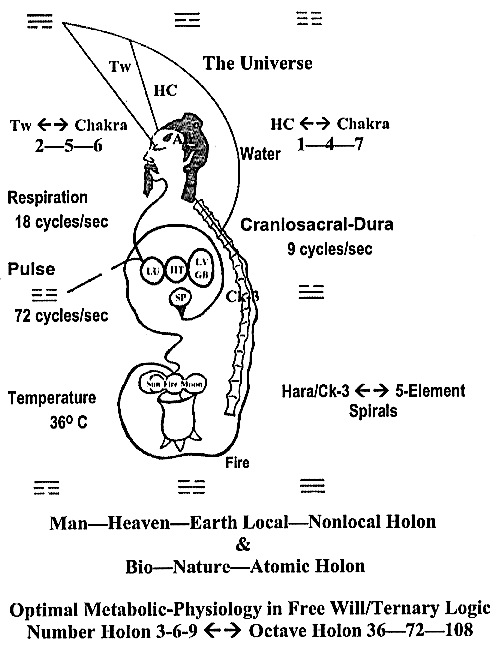 The Universe
Tw
HC
Tw ←→ Chakra
2—5—6
HC ←→ Chakra
1—4—7
Water
Respiration
18 cycles/sec
Craniosacral-Dura
9 cycles/sec
Pulse
72 cycles/sec
LU
HT
LV
GB
SP
Ck-3
Temperature
36º C
Sun Fire Moon
Hara/Ck-3 ←→ 5-Element
Spirals
Fire
Man—Heaven—Earth Local—Nonlocal Holon
&
Bio—Nature—Atomic Holon
Optimal Metabolic-Physiology in Free Will/Ternary Logic
Number Holon 3-6-9 ←→ Octave Holon 36—72—108